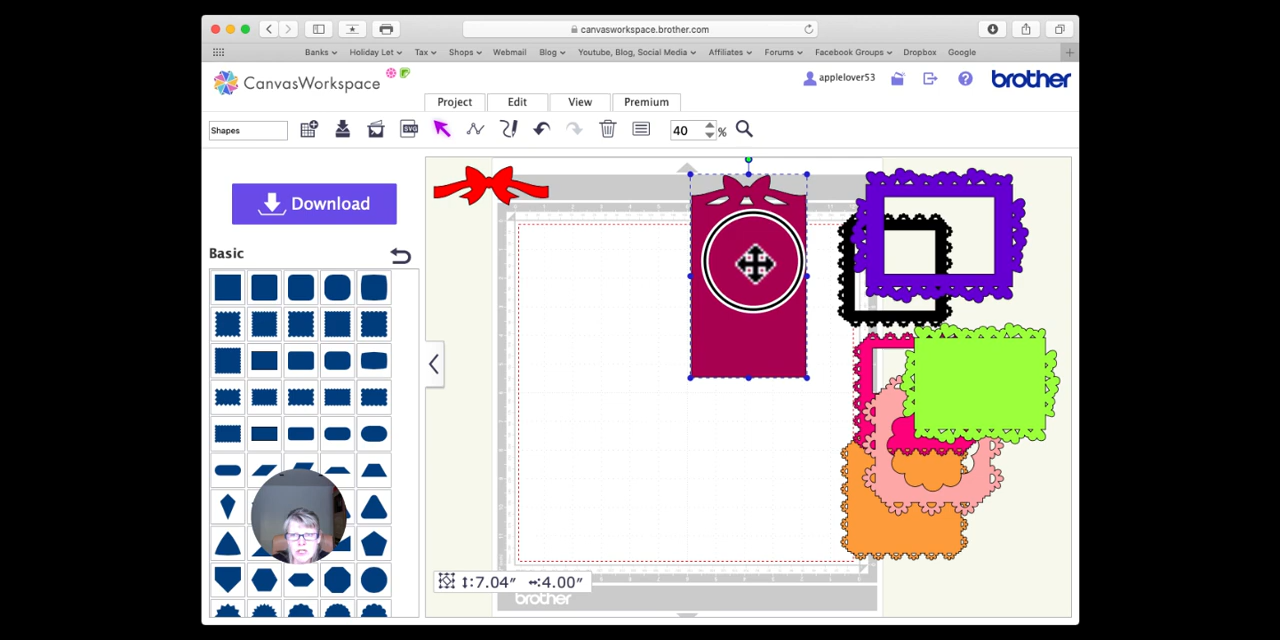 canvasworkspace.brother.com
Banks Holiday Let Tax Shops Webmail Blog Youtube, Blog, Social Media Affiliates Forums Facebook Groups Dropbox Google
CanvasWorkspace
applelover53
brother
Project Edit View Premium
Shapes
SVG
40 %
Download
Basic
7.04" 4.00"
brother